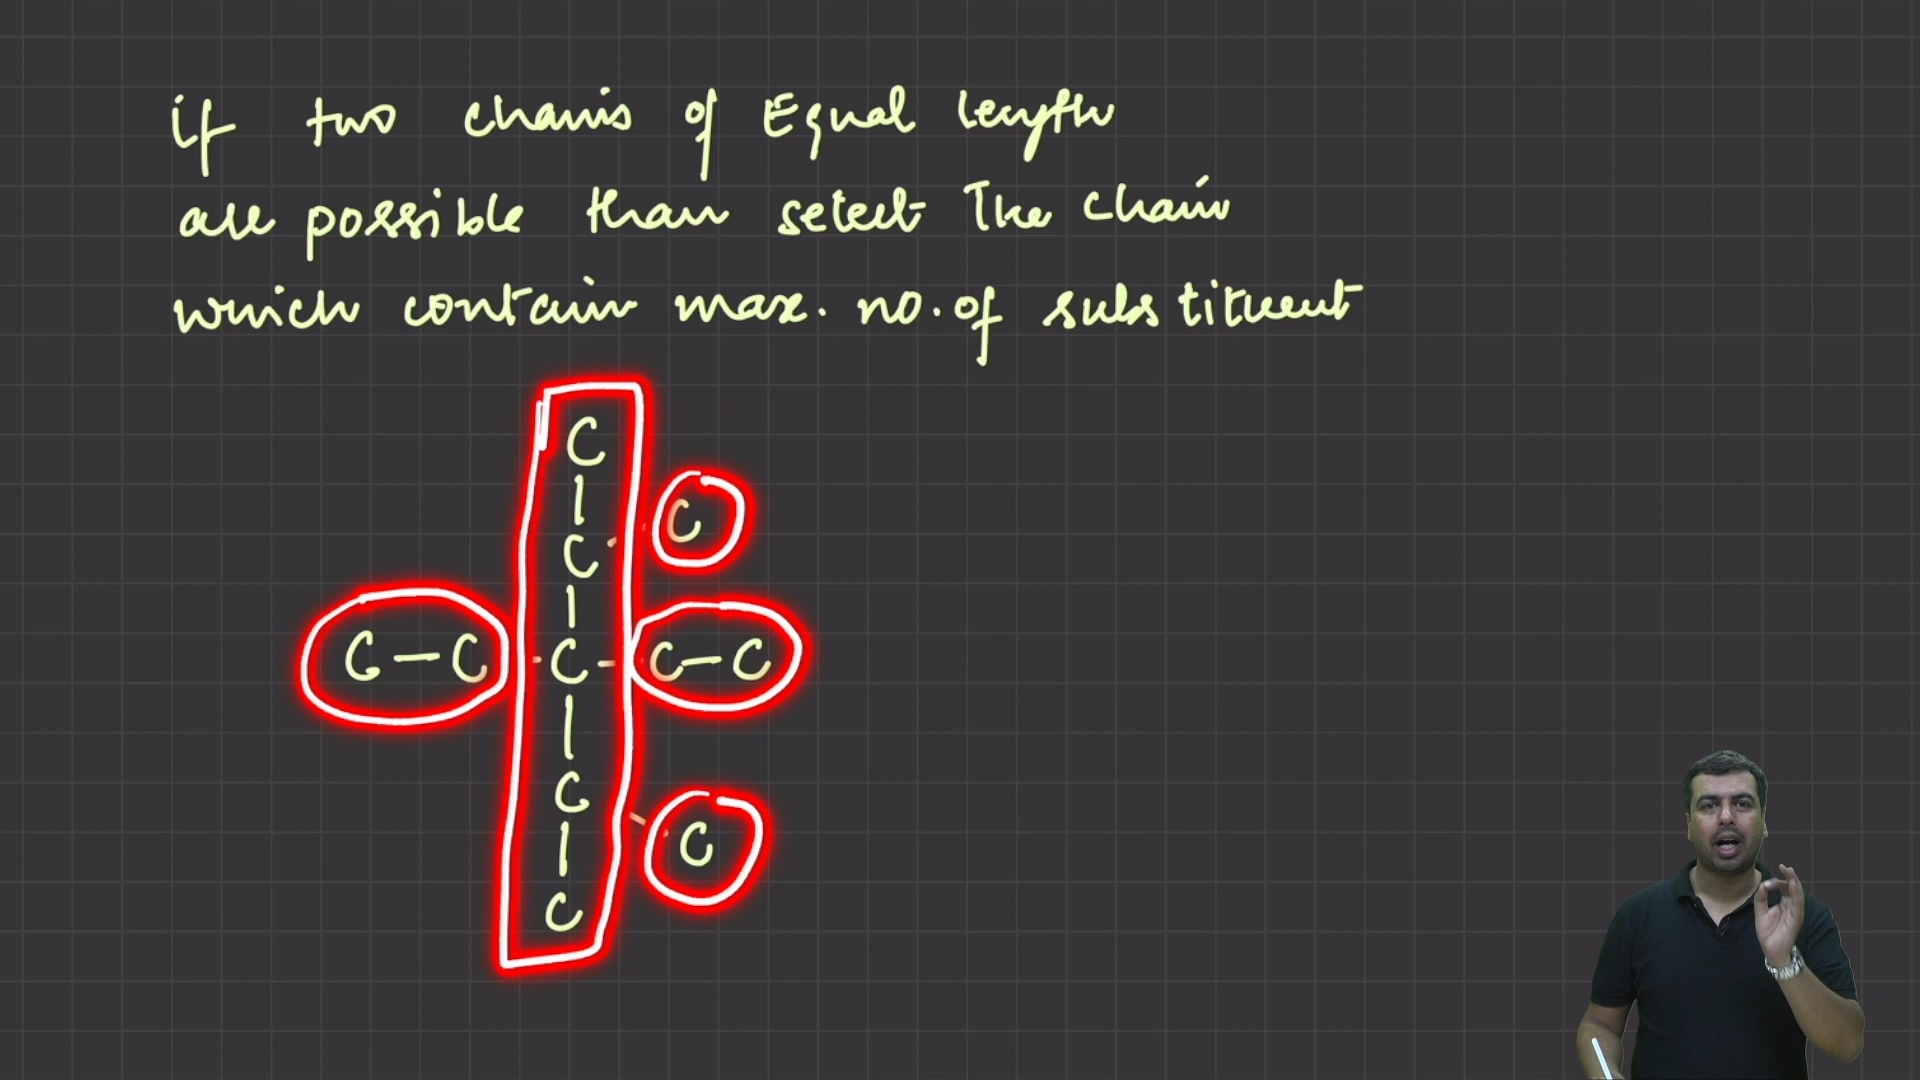 if two chains of Equal length
are possible than select The chain
which contain max. no. of substituent
C
C C
C-C-C-C-C
C C
C